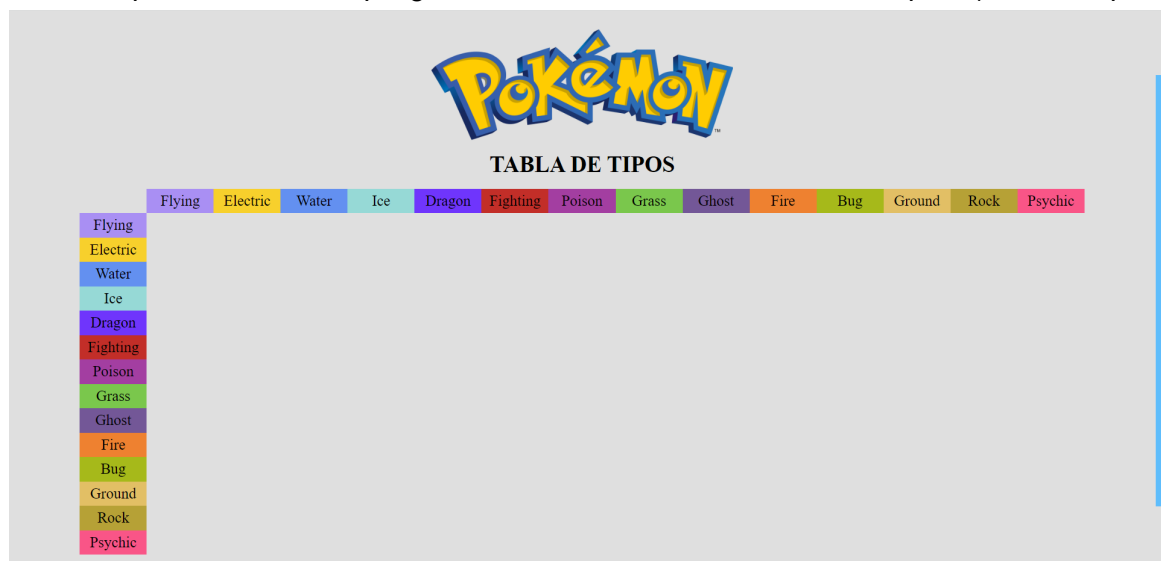 Pokémon
TM
TABLA DE TIPOS
Flying Electric Water Ice Dragon Fighting Poison Grass Ghost Fire Bug Ground Rock Psychic
Flying
Electric
Water
Ice
Dragon
Fighting
Poison
Grass
Ghost
Fire
Bug
Ground
Rock
Psychic